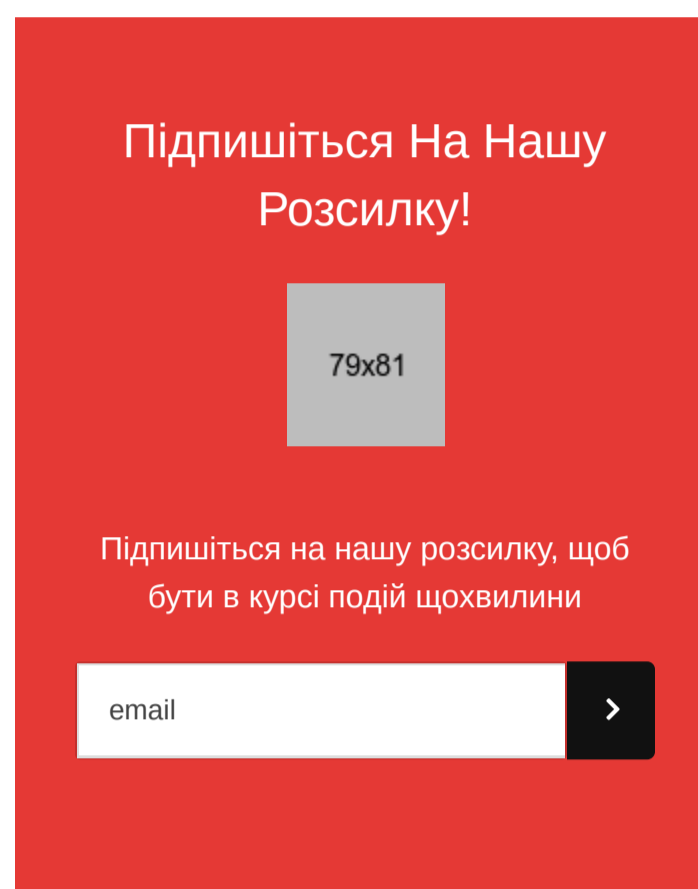 Підпишіться На Нашу
Розсилку!
79x81
Підпишіться на нашу розсилку, щоб
бути в курсі подій щохвилини
email